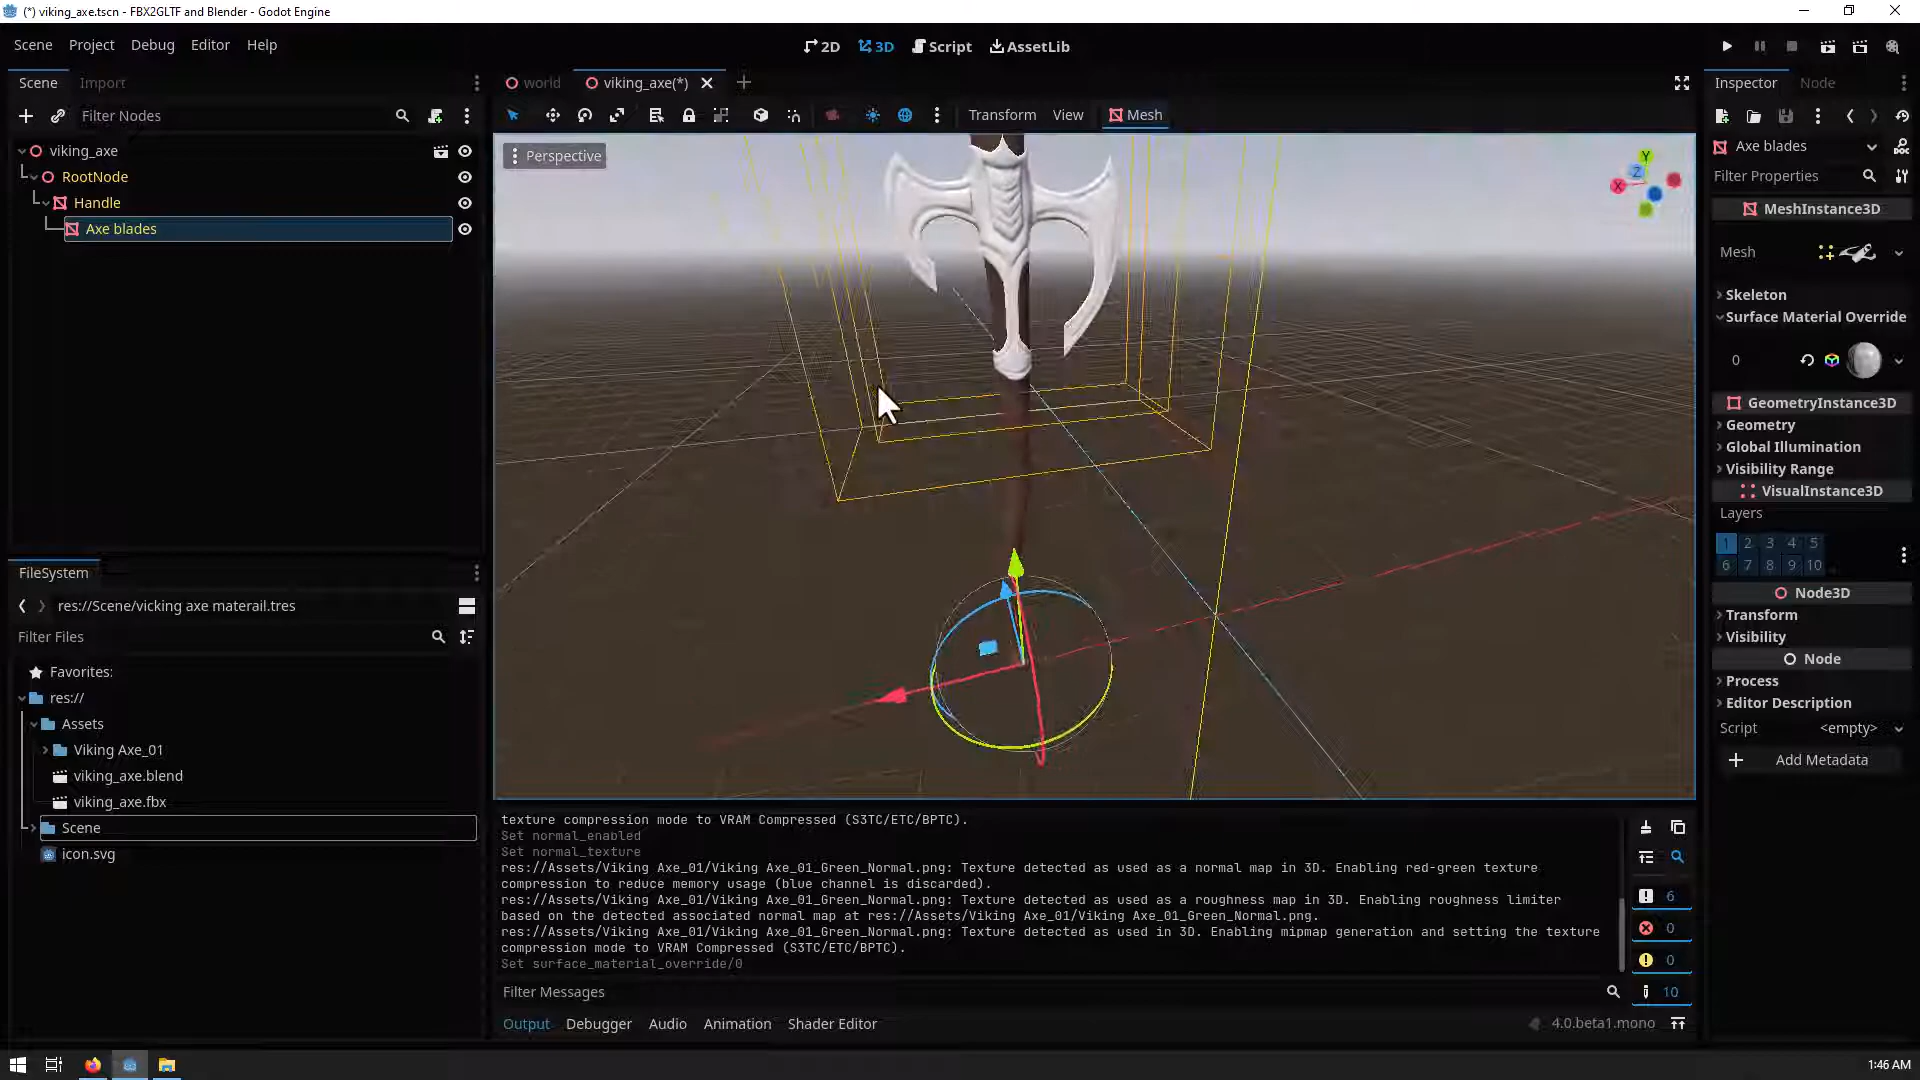 (*) viking_axe.tscn - FBX2GLTF and Blender - Godot Engine
Scene Project Debug Editor Help
2D 3D Script AssetLib
Scene Import
Filter Nodes
viking_axe
RootNode
Handle
Axe blades
FileSystem
res://Scene/vicking axe materail.tres
Filter Files
Favorites:
res://
Assets
Viking Axe_01
viking_axe.blend
viking_axe.fbx
Scene
icon.svg
world viking_axe(*)
Transform View Mesh
Perspective
Y
Z
X
texture compression mode to VRAM Compressed (S3TC/ETC/BPTC).
Set normal_enabled
Set normal_texture
res://Assets/Viking Axe_01/Viking Axe_01_Green_Normal.png: Texture detected as used as a normal map in 3D. Enabling red-green texture
compression to reduce memory usage (blue channel is discarded).
res://Assets/Viking Axe_01/Viking Axe_01_Green_Normal.png: Texture detected as used as a roughness map in 3D. Enabling roughness limiter
based on the detected associated normal map at res://Assets/Viking Axe_01/Viking Axe_01_Green_Normal.png.
res://Assets/Viking Axe_01/Viking Axe_01_Green_Normal.png: Texture detected as used in 3D. Enabling mipmap generation and setting the texture
compression mode to VRAM Compressed (S3TC/ETC/BPTC).
Set surface_material_override/0
Filter Messages
6
0
0
10
Output Debugger Audio Animation Shader Editor
4.0.beta1.mono
Inspector Node
Axe blades
Filter Properties
MeshInstance3D
Mesh
Skeleton
Surface Material Override
0
GeometryInstance3D
Geometry
Global Illumination
Visibility Range
VisualInstance3D
Layers
1 2 3 4 5
6 7 8 9 10
Node3D
Transform
Visibility
Node
Process
Editor Description
Script <empty>
Add Metadata
1:46 AM